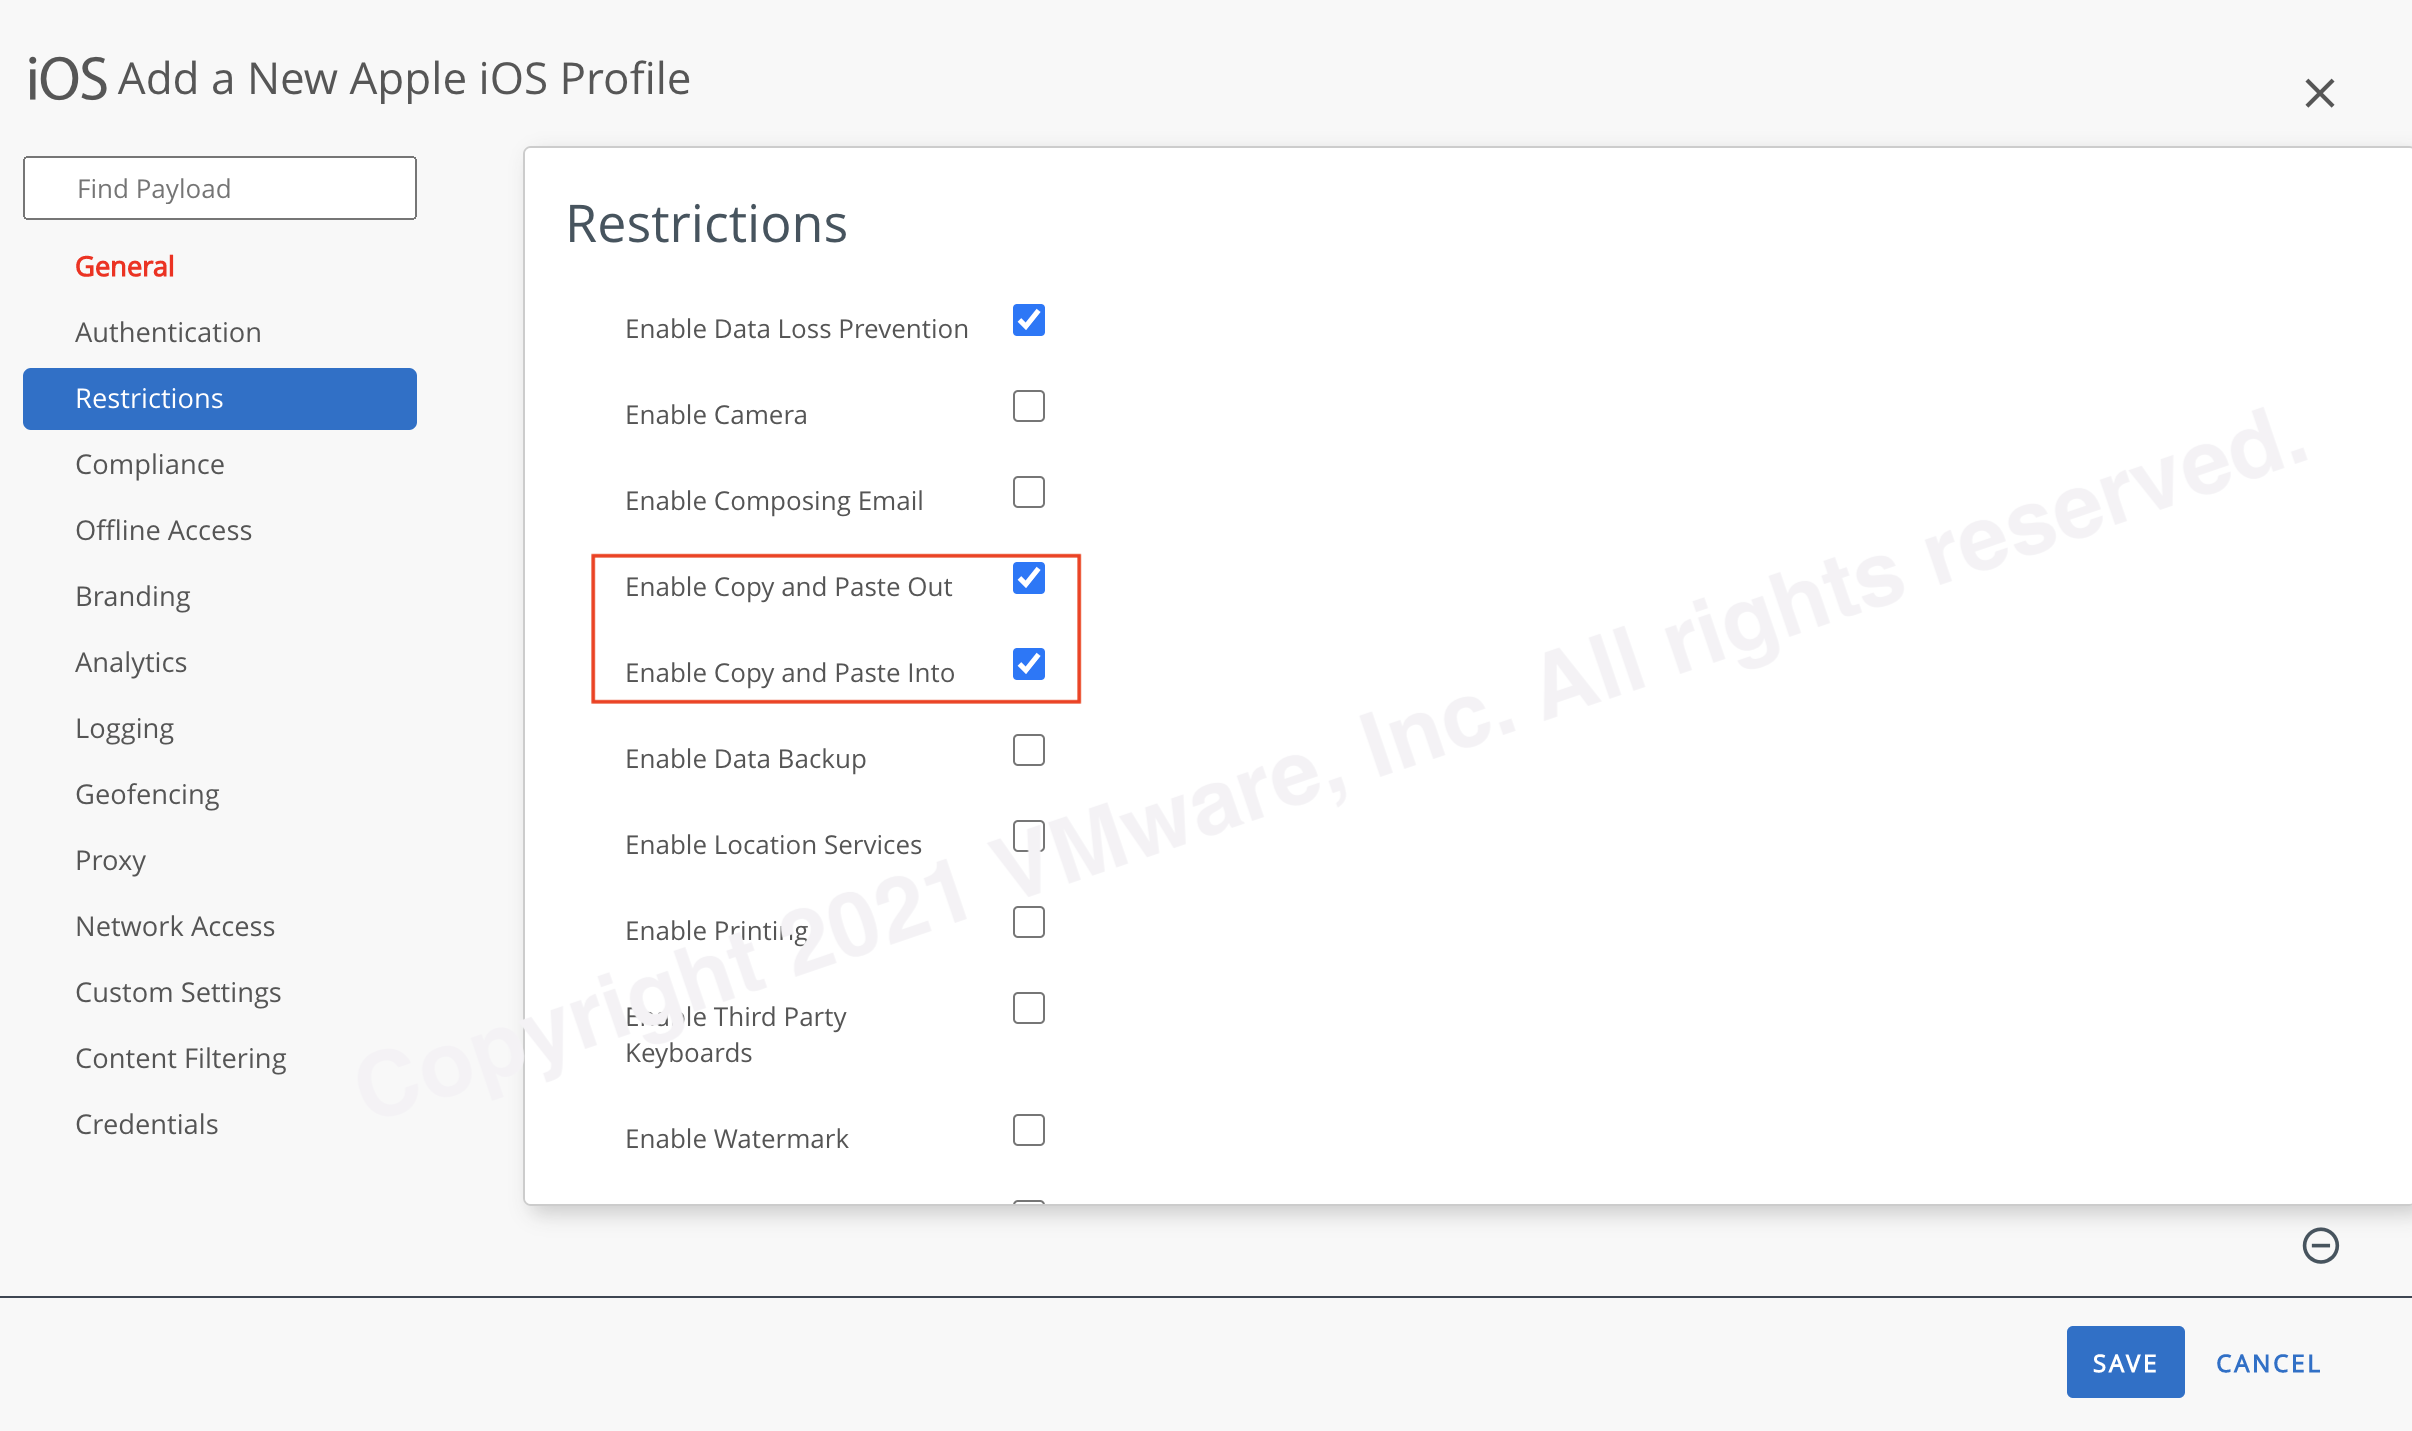 iOS Add a New Apple iOS Profile
Find Payload
General
Authentication
Restrictions
Compliance
Offline Access
Branding
Analytics
Logging
Geofencing
Proxy
Network Access
Custom Settings
Content Filtering
Credentials
Restrictions
Enable Data Loss Prevention
Enable Camera
Enable Composing Email
Enable Copy and Paste Out
Enable Copy and Paste Into
Enable Data Backup
Enable Location Services
Enable Printing
Enable Third Party
Keyboards
Enable Watermark
Copyright 2021 VMware, Inc. All rights reserved.
SAVE
CANCEL